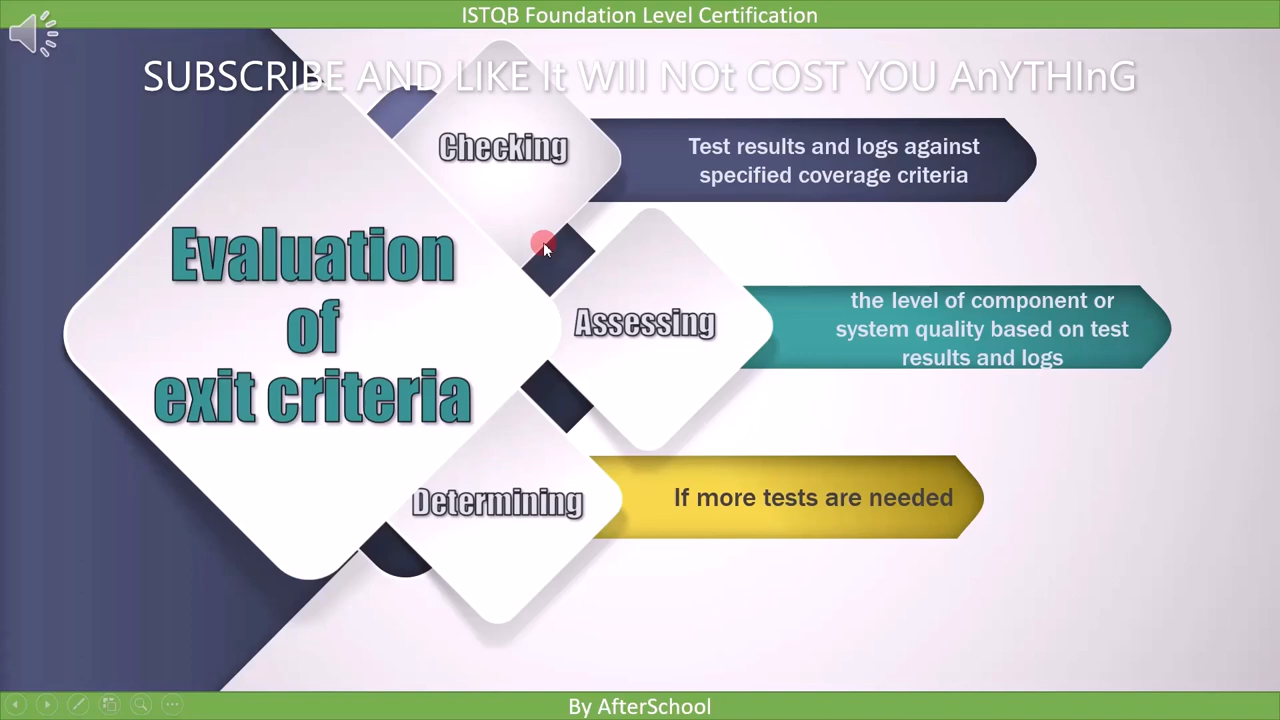 ISTQB Foundation Level Certification
SUBSCRIBE AND LIKE It WIll NOt COST YOU AnYTHInG
Checking
Test results and logs against
specified coverage criteria
Evaluation
of
exit criteria
Assessing
the level of component or
system quality based on test
results and logs
Determining
If more tests are needed
By AfterSchool